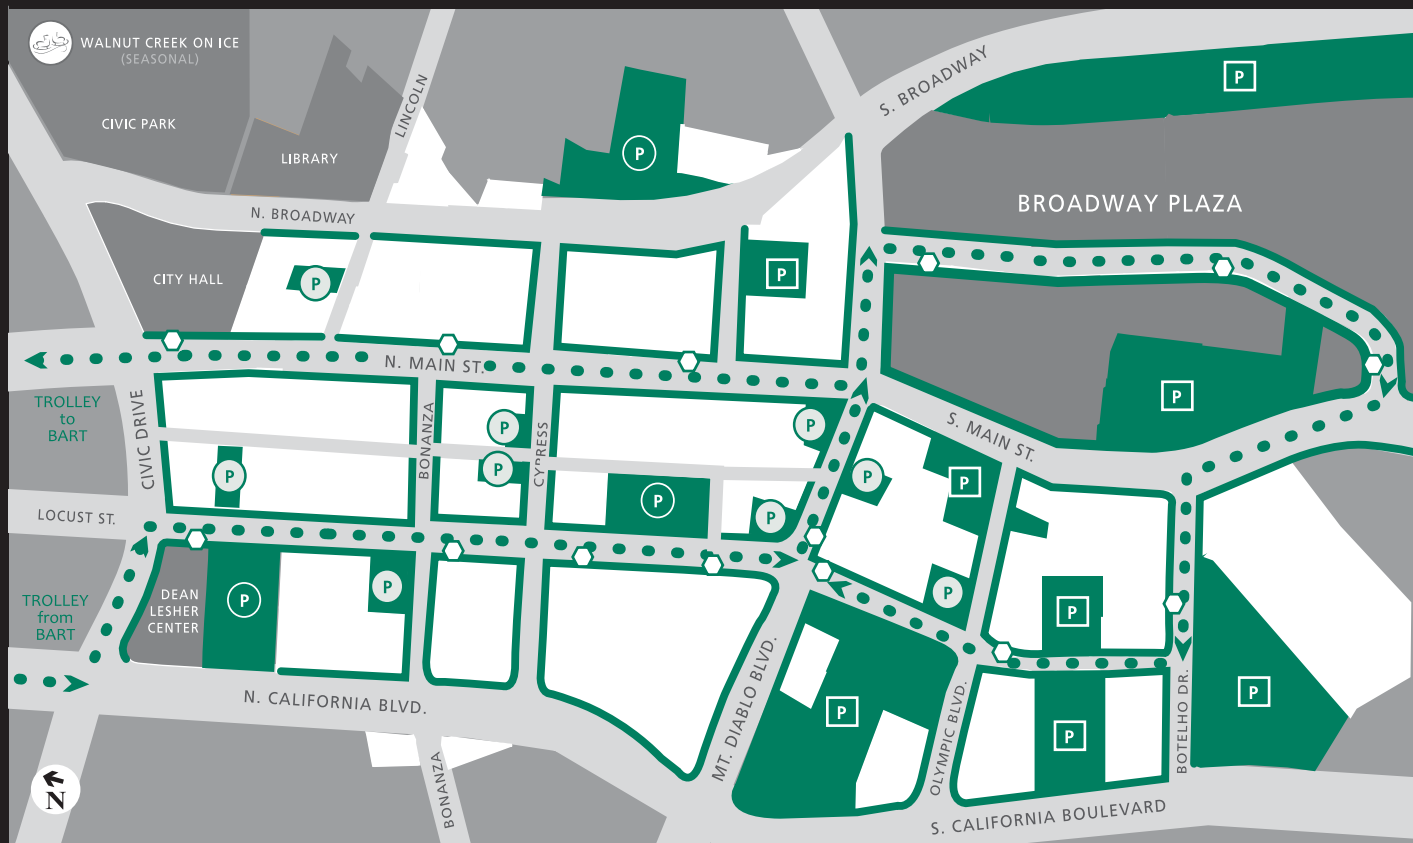 WALNUT CREEK ON ICE
(SEASONAL)
CIVIC PARK
LIBRARY
LINCOLN
S. BROADWAY
P
P
BROADWAY PLAZA
N. BROADWAY
CITY HALL
P
P
N. MAIN ST.
TROLLEY
to
BART
CIVIC DRIVE
BONANZA
CYPRESS
P
P
P
P
P
P
P
P
P
S. MAIN ST.
P
LOCUST ST.
TROLLEY
from
BART
DEAN
LESHER
CENTER
P
P
P
P
N. CALIFORNIA BLVD.
MT. DIABLO BLVD.
P
OLYMPIC BLVD.
P
BOTELHO DR.
P
BONANZA
S. CALIFORNIA BOULEVARD
N